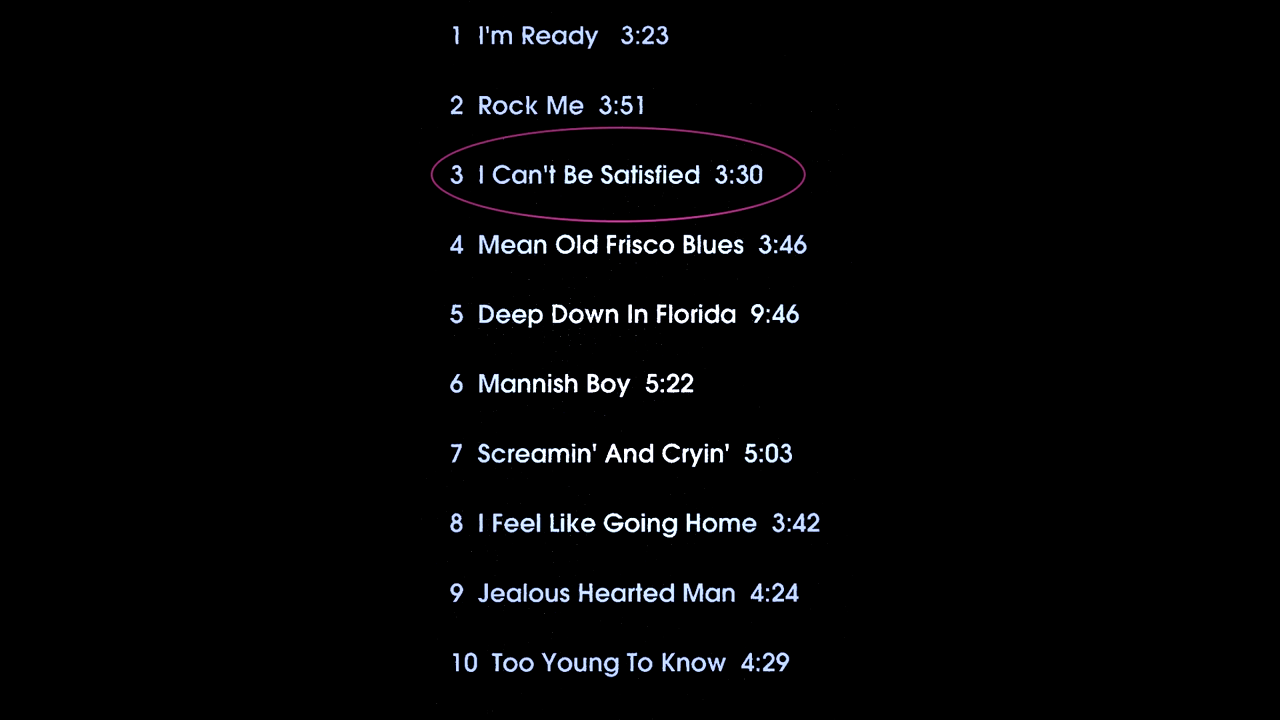 1 I'm Ready 3:23
2 Rock Me 3:51
3 I Can't Be Satisfied 3:30
4 Mean Old Frisco Blues 3:46
5 Deep Down In Florida 9:46
6 Mannish Boy 5:22
7 Screamin' And Cryin' 5:03
8 I Feel Like Going Home 3:42
9 Jealous Hearted Man 4:24
10 Too Young To Know 4:29